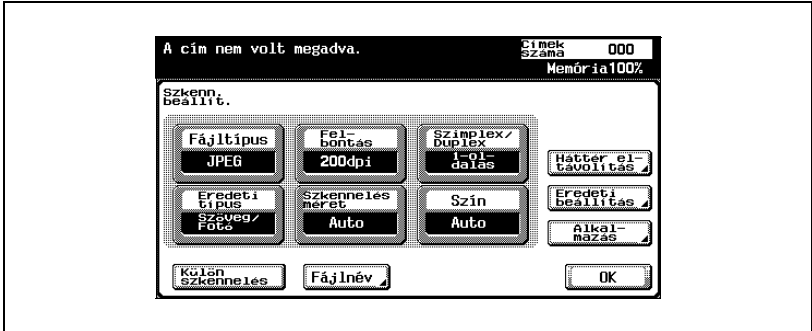 A cím nem volt megadva.
Címek
száma
000
Memória100%
Szkenn.
beállít.
Fájltípus
JPEG
Fel-
bontás
200dpi
Szimplex/
Duplex
1-ol-
dalas
Háttér el-
távolítás
Eredeti
típus
Szöveg/
Fotó
Szkennelés
méret
Auto
Szín
Auto
Eredeti
beállítás
Alkal-
mazás
Külön
szkennelés
Fájlnév
OK